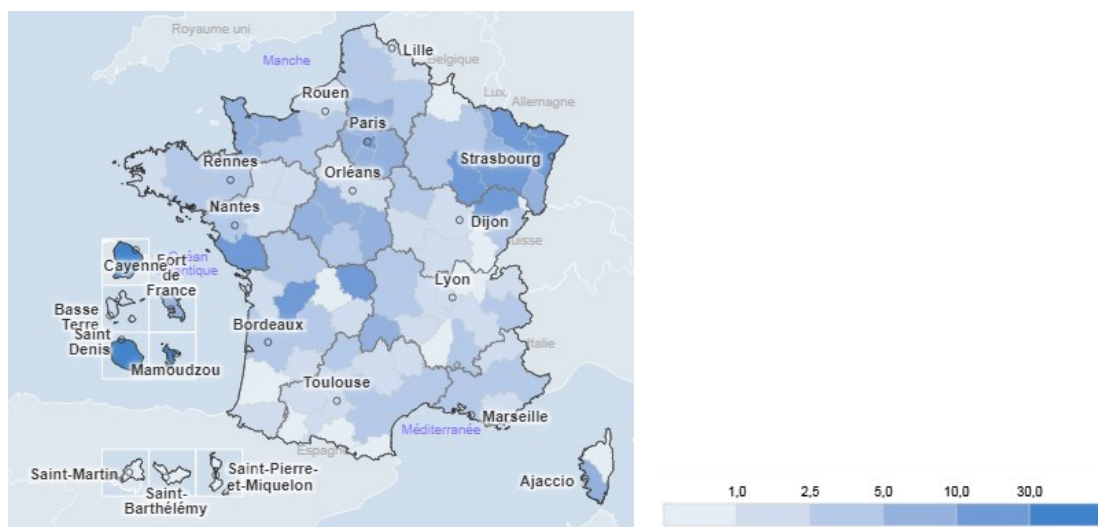 Royaume uni
Lille
Manche
Belgique
Rouen
Lux.
Allemagne
Paris
Strasbourg
Rennes
Orléans
Nantes
Dijon
Suisse
Océan
Atlantique
Cayenne
Fort
de
France
Lyon
Basse
Terre
Bordeaux
Saint
Denis
Mamoudzou
Italie
Toulouse
Marseille
Méditerranée
Espagne
Saint-Martin
Saint-
Barthélémy
Saint-Pierre-
et-Miquelon
Ajaccio
1,0 2,5 5,0 10,0 30,0